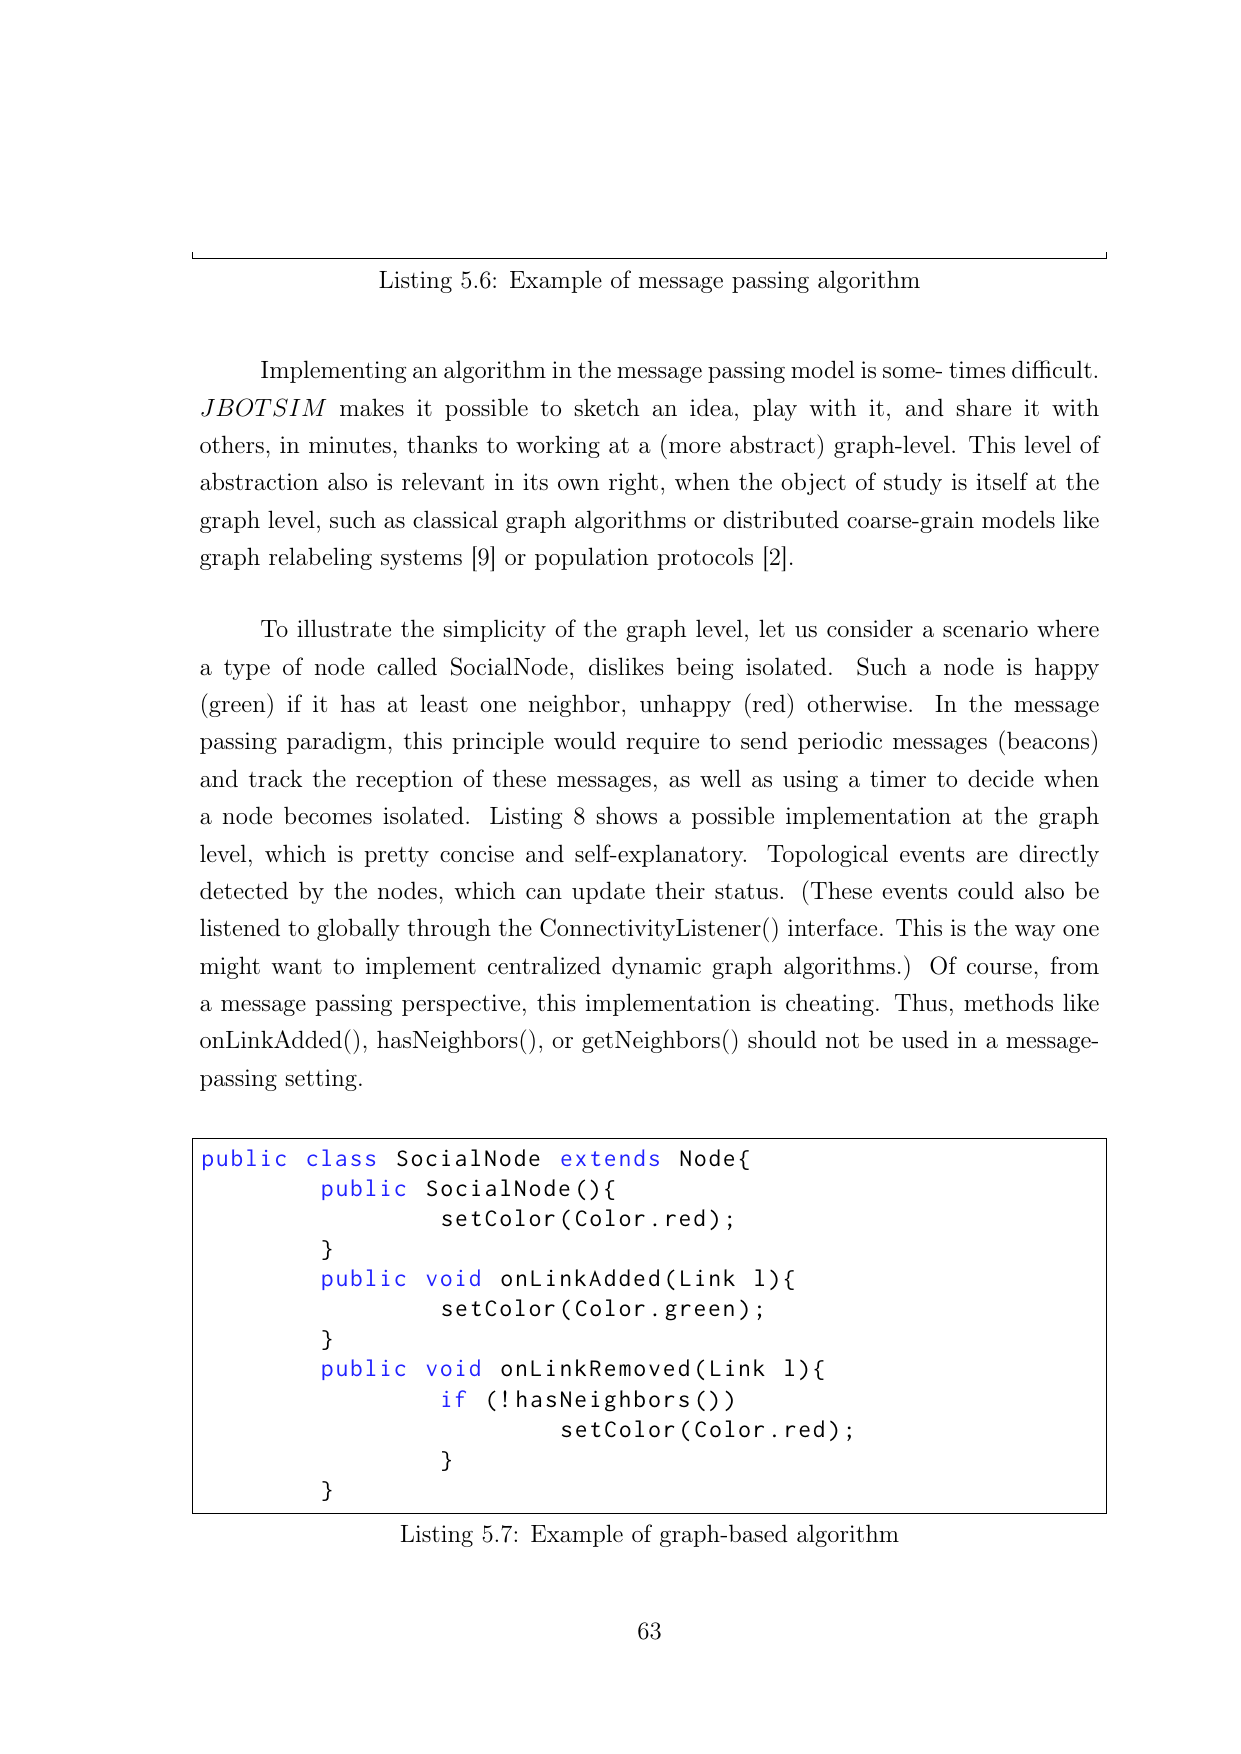 Listing 5.6: Example of message passing algorithm
Implementing an algorithm in the message passing model is some- times difficult.
JBOTSIM makes it possible to sketch an idea, play with it, and share it with
others, in minutes, thanks to working at a (more abstract) graph-level. This level of
abstraction also is relevant in its own right, when the object of study is itself at the
graph level, such as classical graph algorithms or distributed coarse-grain models like
graph relabeling systems [9] or population protocols [2].
To illustrate the simplicity of the graph level, let us consider a scenario where
a type of node called SocialNode, dislikes being isolated. Such a node is happy
(green) if it has at least one neighbor, unhappy (red) otherwise. In the message
passing paradigm, this principle would require to send periodic messages (beacons)
and track the reception of these messages, as well as using a timer to decide when
a node becomes isolated. Listing 8 shows a possible implementation at the graph
level, which is pretty concise and self-explanatory. Topological events are directly
detected by the nodes, which can update their status. (These events could also be
listened to globally through the ConnectivityListener() interface. This is the way one
might want to implement centralized dynamic graph algorithms.) Of course, from
a message passing perspective, this implementation is cheating. Thus, methods like
onLinkAdded(), hasNeighbors(), or getNeighbors() should not be used in a message-
passing setting.
public class SocialNode extends Node{
public SocialNode(){
setColor(Color.red);
}
public void onLinkAdded(Link l){
setColor(Color.green);
}
public void onLinkRemoved(Link l){
if (!hasNeighbors())
setColor(Color.red);
}
}
Listing 5.7: Example of graph-based algorithm
63